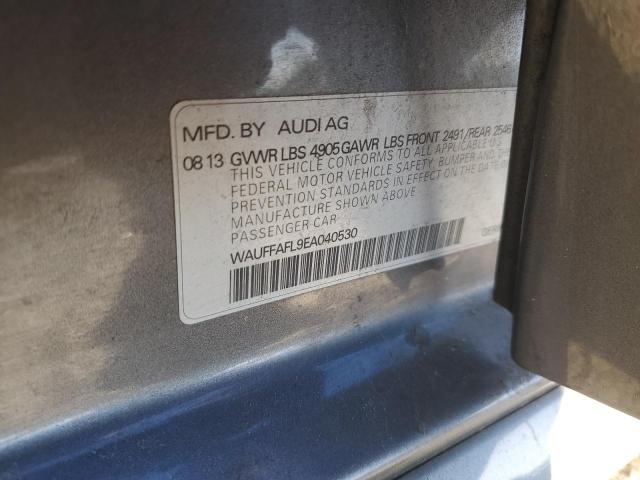 MFD. BY AUDI AG
08 13 GVWR LBS 4905 GAWR LBS FRONT 2491/REAR 2546
THIS VEHICLE CONFORMS TO ALL APPLICABLE U.S.
FEDERAL MOTOR VEHICLE SAFETY, BUMPER AND THEFT
PREVENTION STANDARDS IN EFFECT ON THE DATE OF
MANUFACTURE SHOWN ABOVE
PASSENGER CAR
WAUFFAFL9EA040530